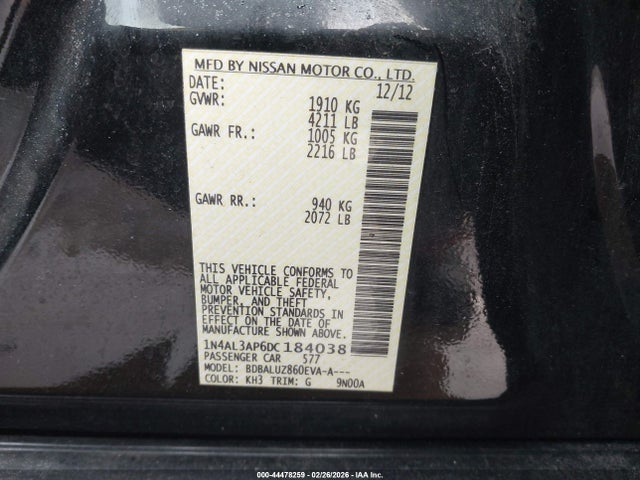 MFD BY NISSAN MOTOR CO., LTD.
DATE: 12/12
GVWR: 1910 KG
4211 LB
GAWR FR.: 1005 KG
2216 LB
GAWR RR.: 940 KG
2072 LB
THIS VEHICLE CONFORMS TO
ALL APPLICABLE FEDERAL
MOTOR VEHICLE SAFETY,
BUMPER, AND THEFT
PREVENTION STANDARDS
IN EFFECT ON THE DATE OF
MANUFACTURE SHOWN ABOVE.
1N4AL3AP6DC184038
PASSENGER CAR 577
MODEL: BDBALUZ860EVA-A---
COLOR: KH3 TRIM: G 9N00A
000-44478259 | 02/26/2026 | IAA Inc.